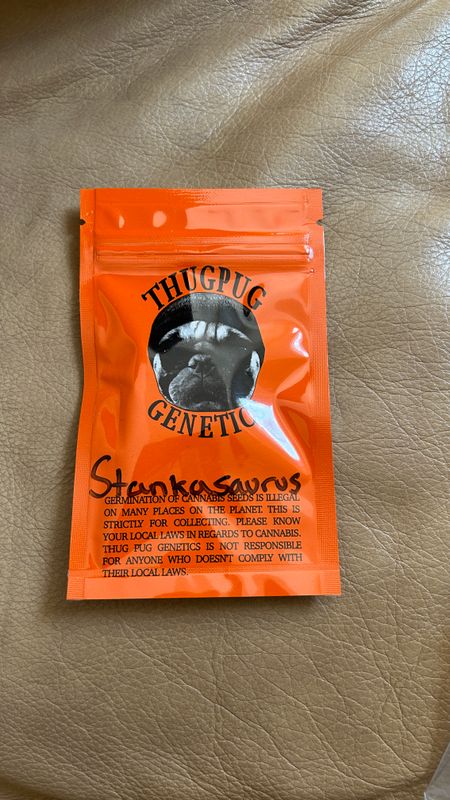 THUGPUG
GENETIC
Stankasaurus
GERMINATION OF CANNABIS SEEDS IS ILLEGAL
ON MANY PLACES ON THE PLANET. THIS IS
STRICTLY FOR COLLECTING. PLEASE KNOW
YOUR LOCAL LAWS IN REGARDS TO CANNABIS.
THUG PUG GENETICS IS NOT RESPONSIBLE
FOR ANYONE WHO DOESN'T COMPLY WITH
THEIR LOCAL LAWS.